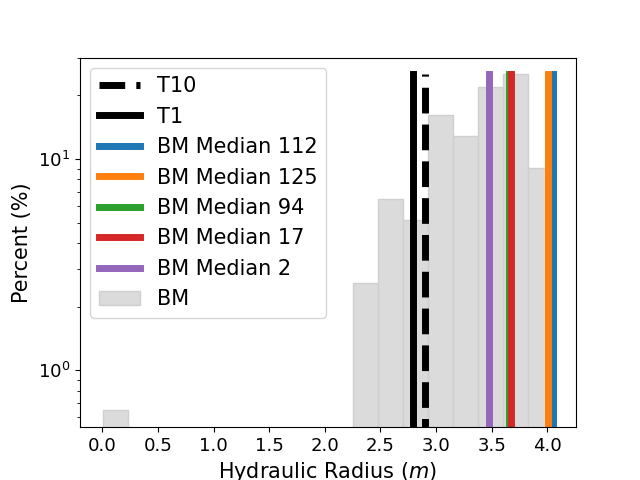 T10
T1
BM Median 112
BM Median 125
BM Median 94
BM Median 17
BM Median 2
BM
Percent (%)
10¹
10⁰
0.0 0.5 1.0 1.5 2.0 2.5 3.0 3.5 4.0
Hydraulic Radius (m)